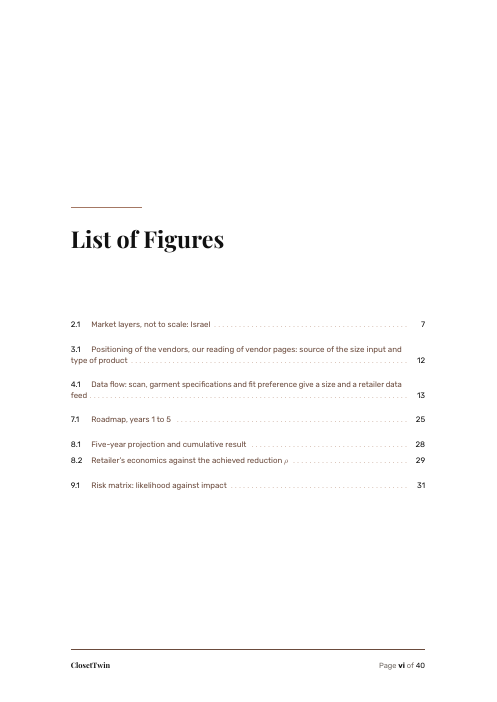 List of Figures
2.1 Market layers, not to scale: Israel 7
3.1 Positioning of the vendors, our reading of vendor pages: source of the size input and
type of product 12
4.1 Data flow: scan, garment specifications and fit preference give a size and a retailer data
feed 13
7.1 Roadmap, years 1 to 5 25
8.1 Five-year projection and cumulative result 28
8.2 Retailer's economics against the achieved reduction ρ 29
9.1 Risk matrix: likelihood against impact 31
ClosetTwin Page vi of 40